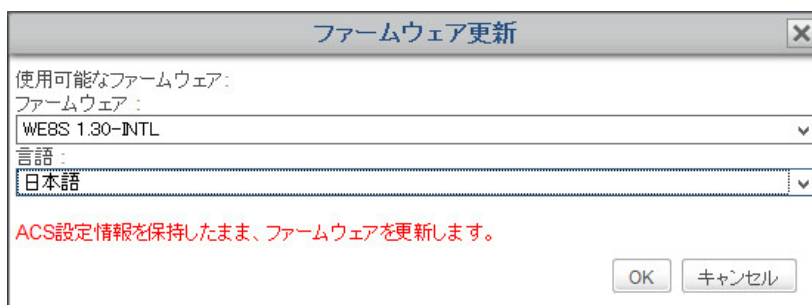 ファームウェア更新
使用可能なファームウェア:
ファームウェア :
WE8S 1.30-INTL
言語 :
日本語
ACS設定情報を保持したまま、ファームウェアを更新します。
OK キャンセル